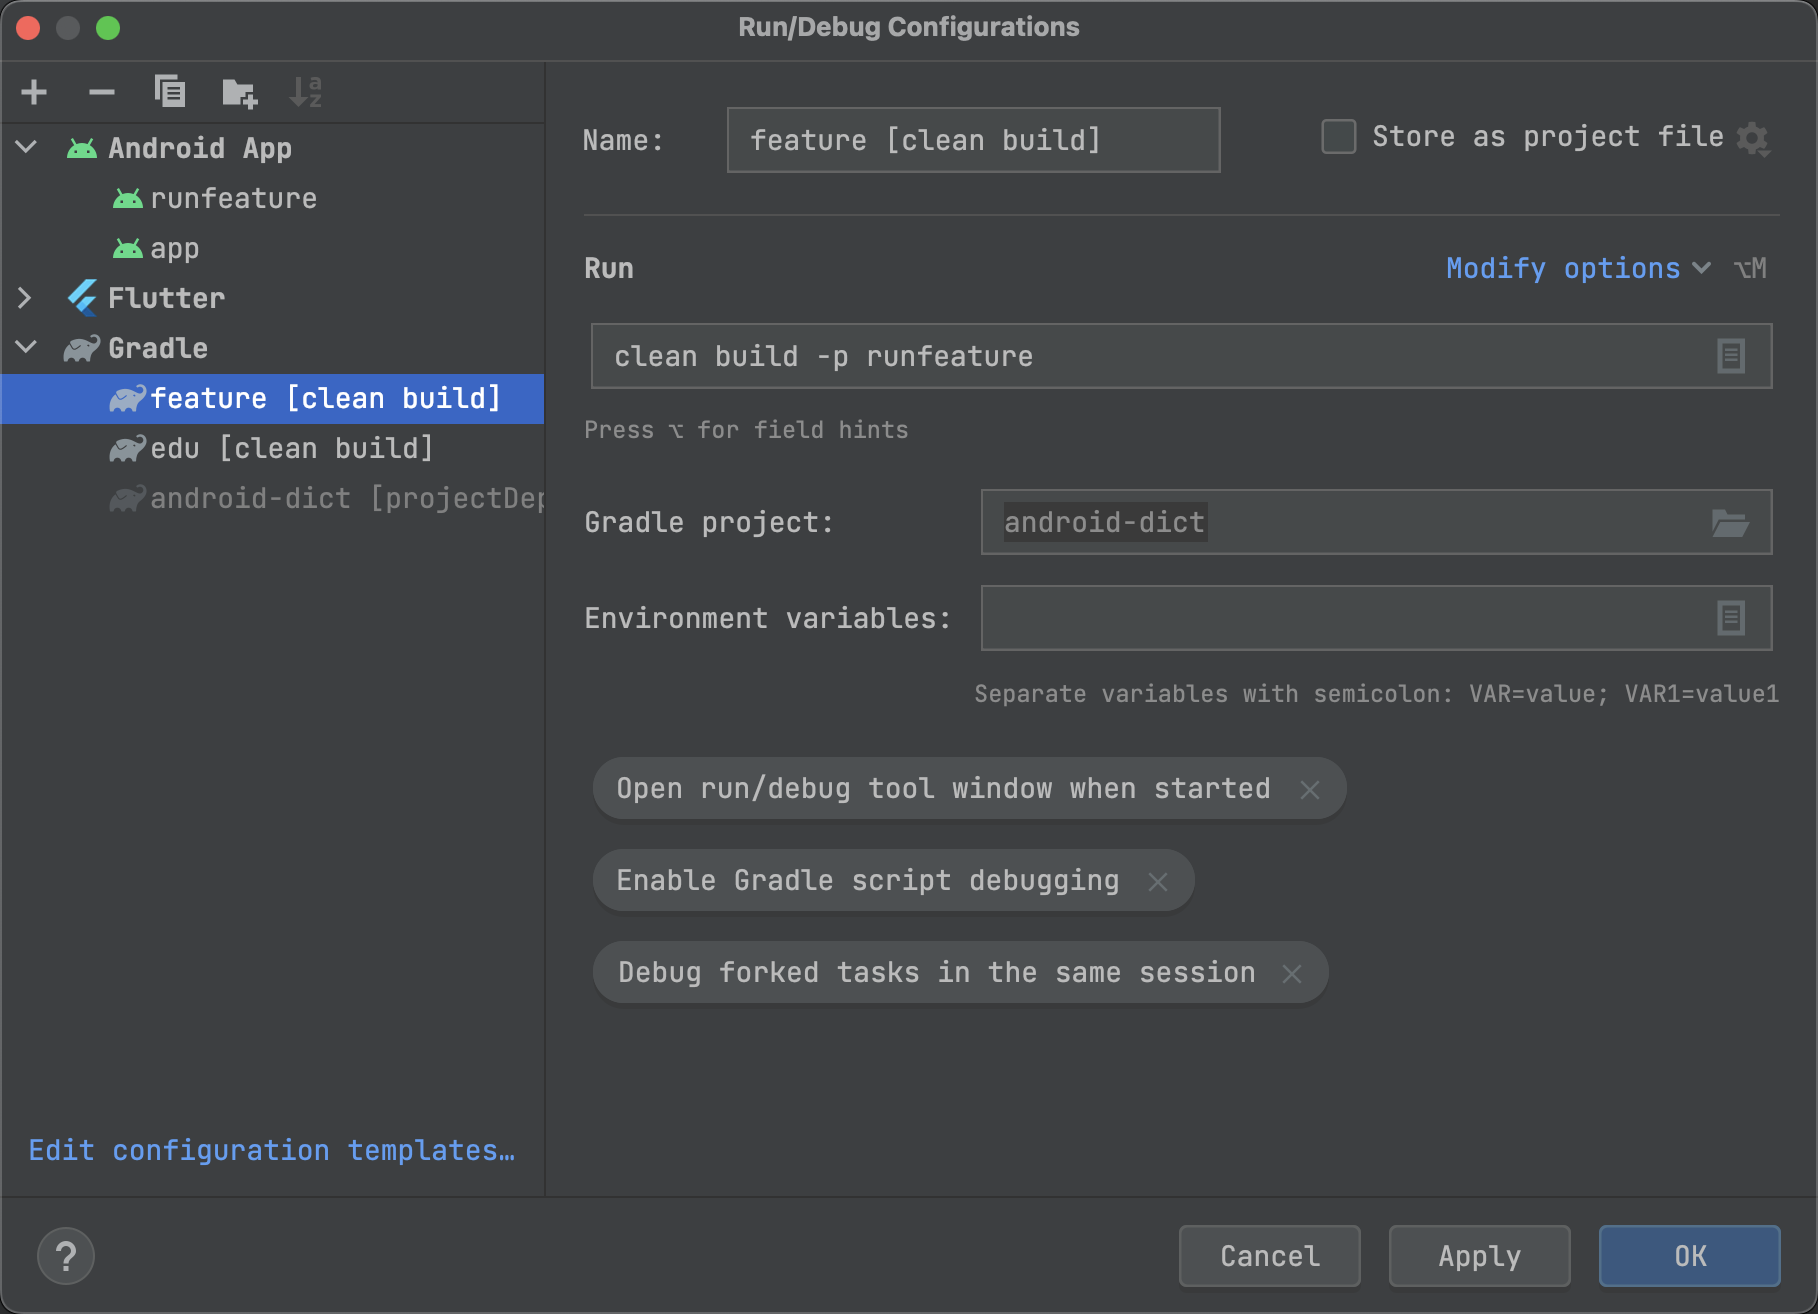 Run/Debug Configurations
Android App
runfeature
app
Flutter
Gradle
feature [clean build]
edu [clean build]
android-dict [projectDep
Edit configuration templates…
Name:
feature [clean build]
Store as project file
Run
Modify options
⌥M
clean build -p runfeature
Press ⌥ for field hints
Gradle project:
android-dict
Environment variables:
Separate variables with semicolon: VAR=value; VAR1=value1
Open run/debug tool window when started
Enable Gradle script debugging
Debug forked tasks in the same session
?
Cancel
Apply
OK